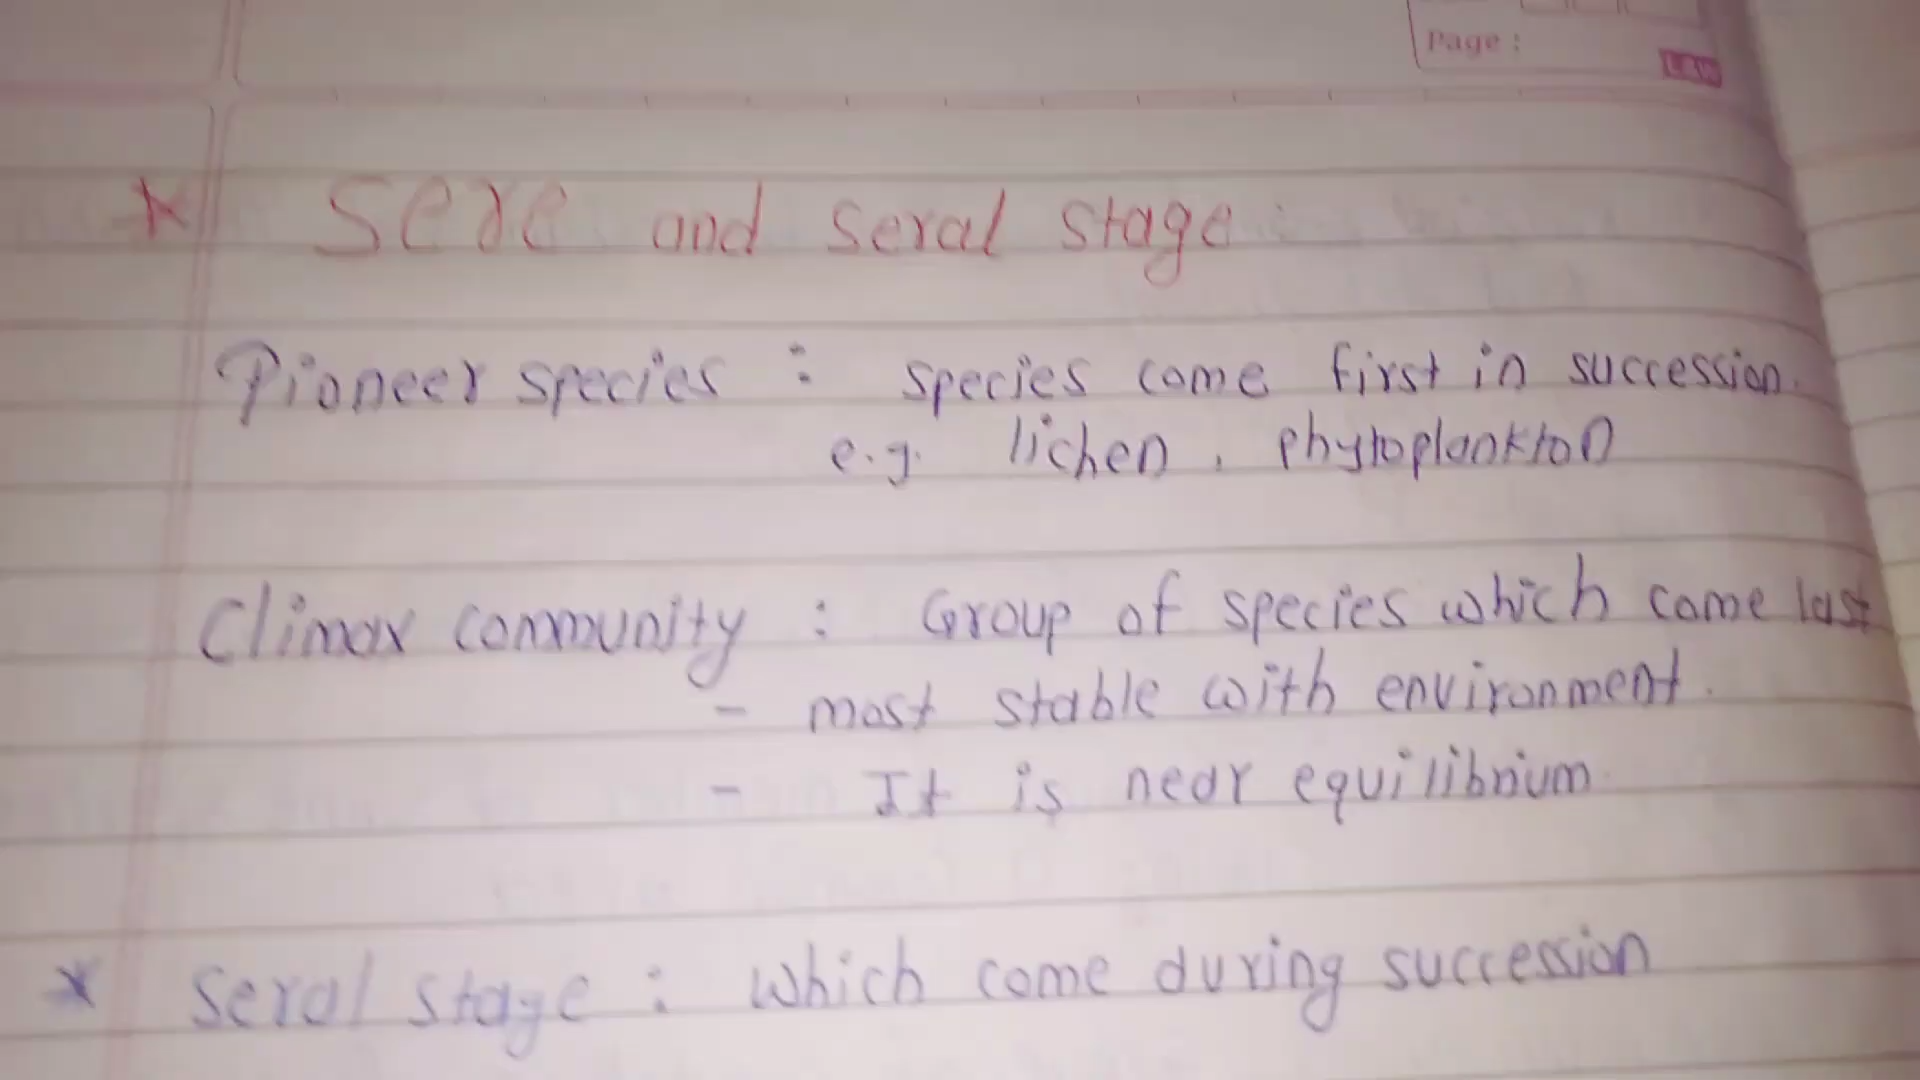 Page :
* Sere and seral stage
Pioneer species : species come first in succession.
e.g. lichen, phytoplankton
Climax community : Group of species which come last
- most stable with environment.
- It is near equilibrium
* Seral stage : which come during succession